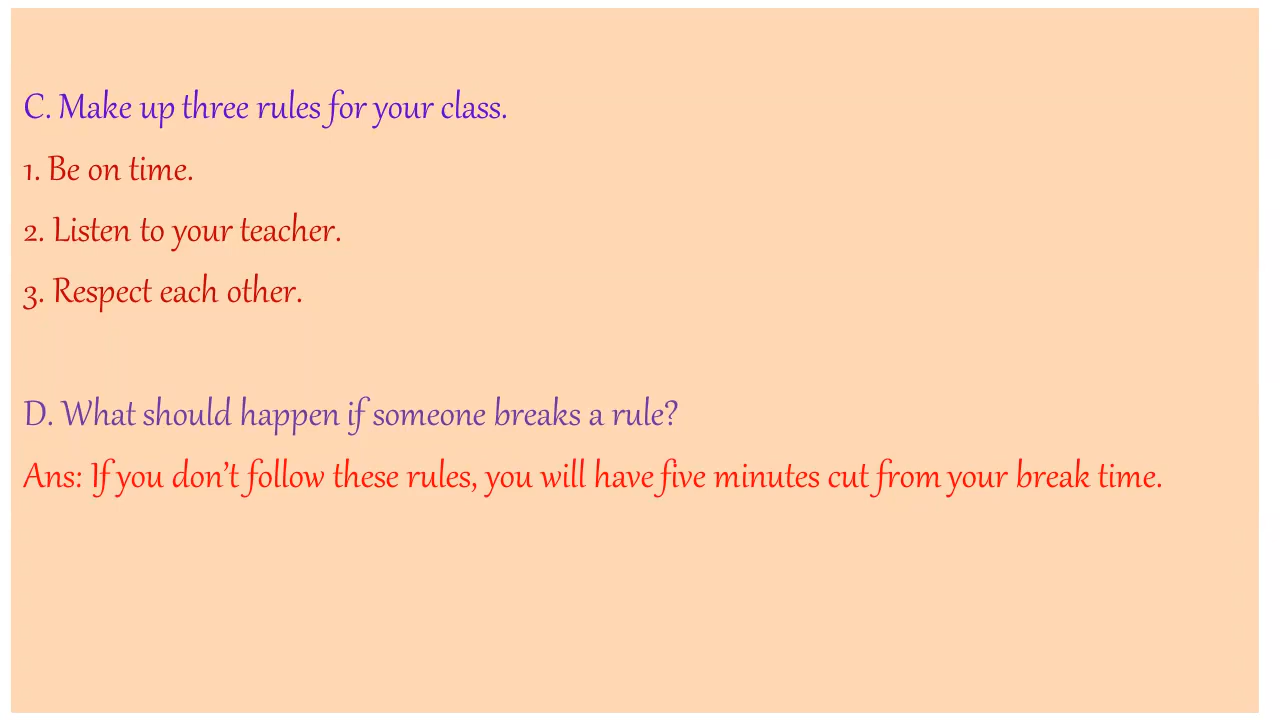 C. Make up three rules for your class.
1. Be on time.
2. Listen to your teacher.
3. Respect each other.
D. What should happen if someone breaks a rule?
Ans: If you don’t follow these rules, you will have five minutes cut from your break time.